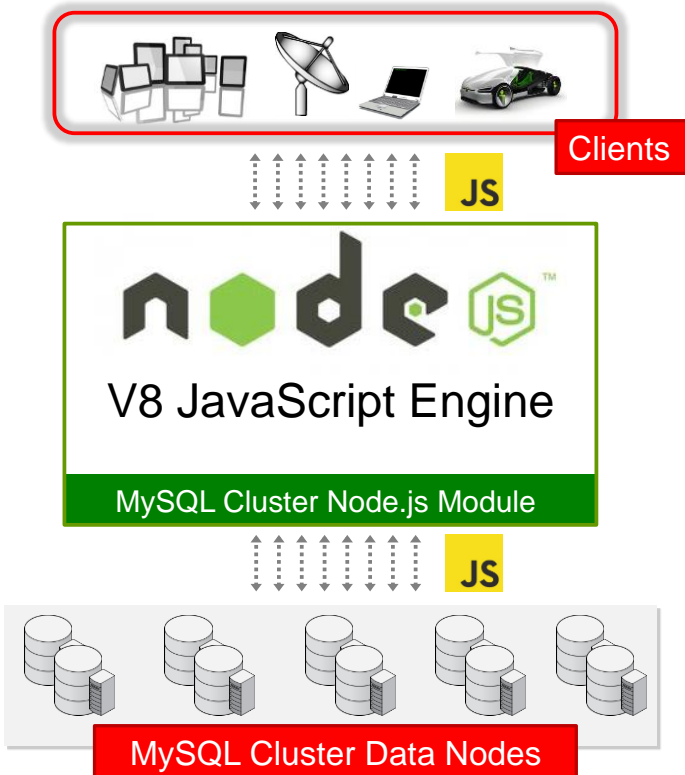 Clients
JS
node JS ™
V8 JavaScript Engine
MySQL Cluster Node.js Module
JS
MySQL Cluster Data Nodes